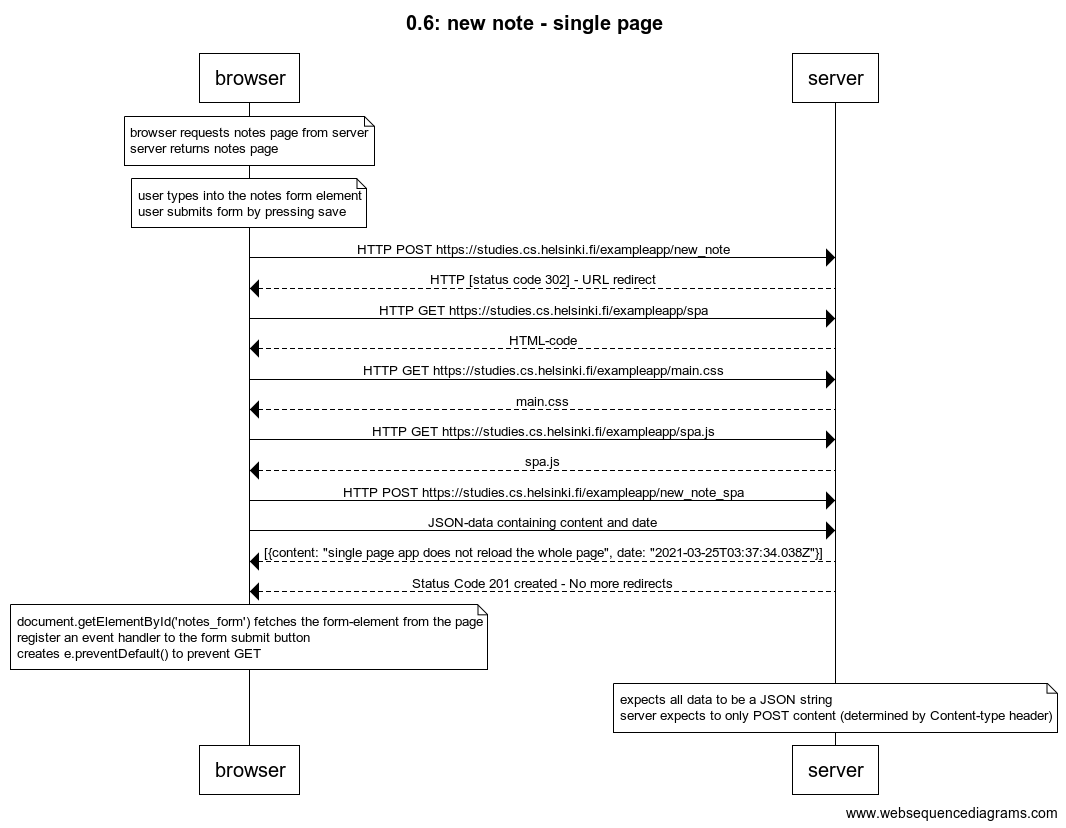 0.6: new note - single page
browser
server
browser requests notes page from server
server returns notes page
user types into the notes form element
user submits form by pressing save
HTTP POST https://studies.cs.helsinki.fi/exampleapp/new_note
HTTP [status code 302] - URL redirect
HTTP GET https://studies.cs.helsinki.fi/exampleapp/spa
HTML-code
HTTP GET https://studies.cs.helsinki.fi/exampleapp/main.css
main.css
HTTP GET https://studies.cs.helsinki.fi/exampleapp/spa.js
spa.js
HTTP POST https://studies.cs.helsinki.fi/exampleapp/new_note_spa
JSON-data containing content and date
[{content: "single page app does not reload the whole page", date: "2021-03-25T03:37:34.038Z"}]
Status Code 201 created - No more redirects
document.getElementById('notes_form') fetches the form-element from the page
register an event handler to the form submit button
creates e.preventDefault() to prevent GET
expects all data to be a JSON string
server expects to only POST content (determined by Content-type header)
browser
server
www.websequencediagrams.com